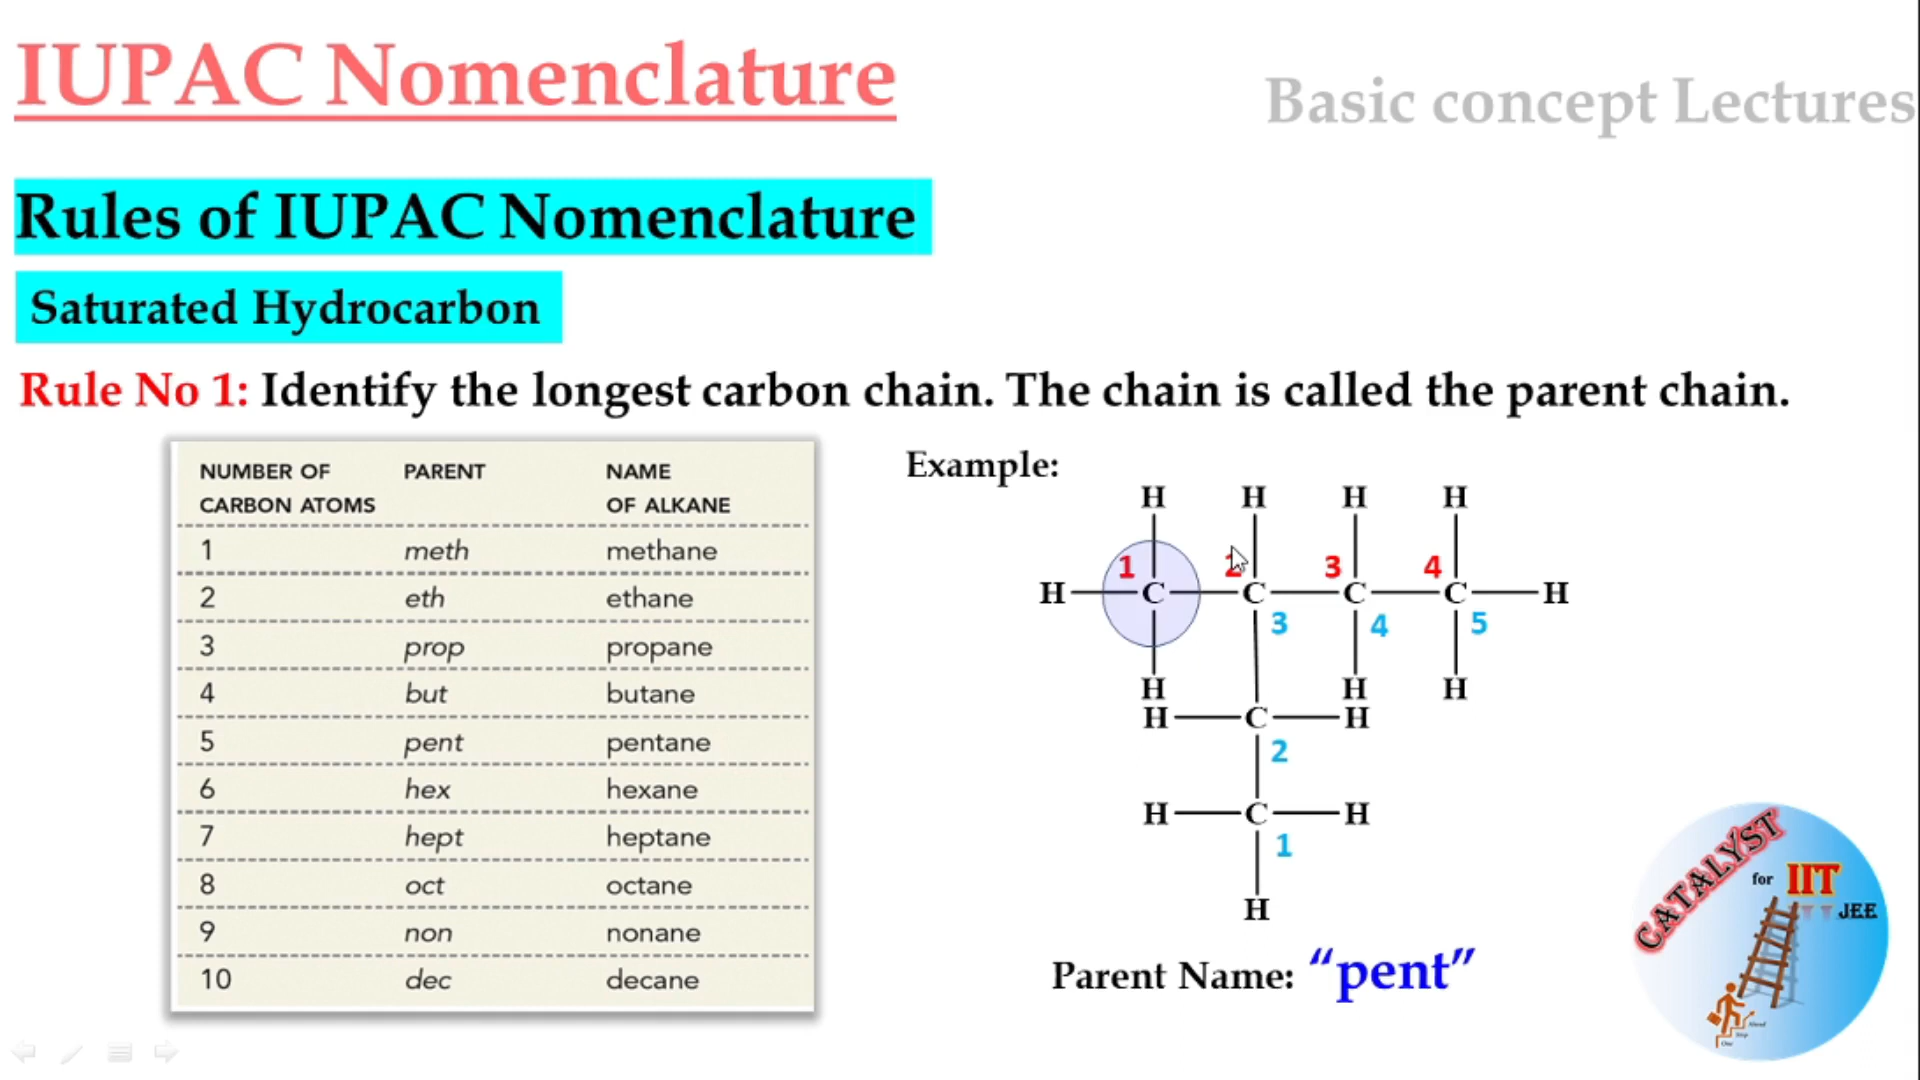 IUPAC Nomenclature
Basic concept Lectures
Rules of IUPAC Nomenclature
Saturated Hydrocarbon
Rule No 1: Identify the longest carbon chain. The chain is called the parent chain.
NUMBER OF CARBON ATOMS PARENT NAME OF ALKANE
1 meth methane
2 eth ethane
3 prop propane
4 but butane
5 pent pentane
6 hex hexane
7 hept heptane
8 oct octane
9 non nonane
10 dec decane
Example:
H H H H
1 2 3 4
H C C C C H
3 4 5
H H H
H C H
2
H C H
1
H
Parent Name: “pent”
CATALYST
for IIT
JEE